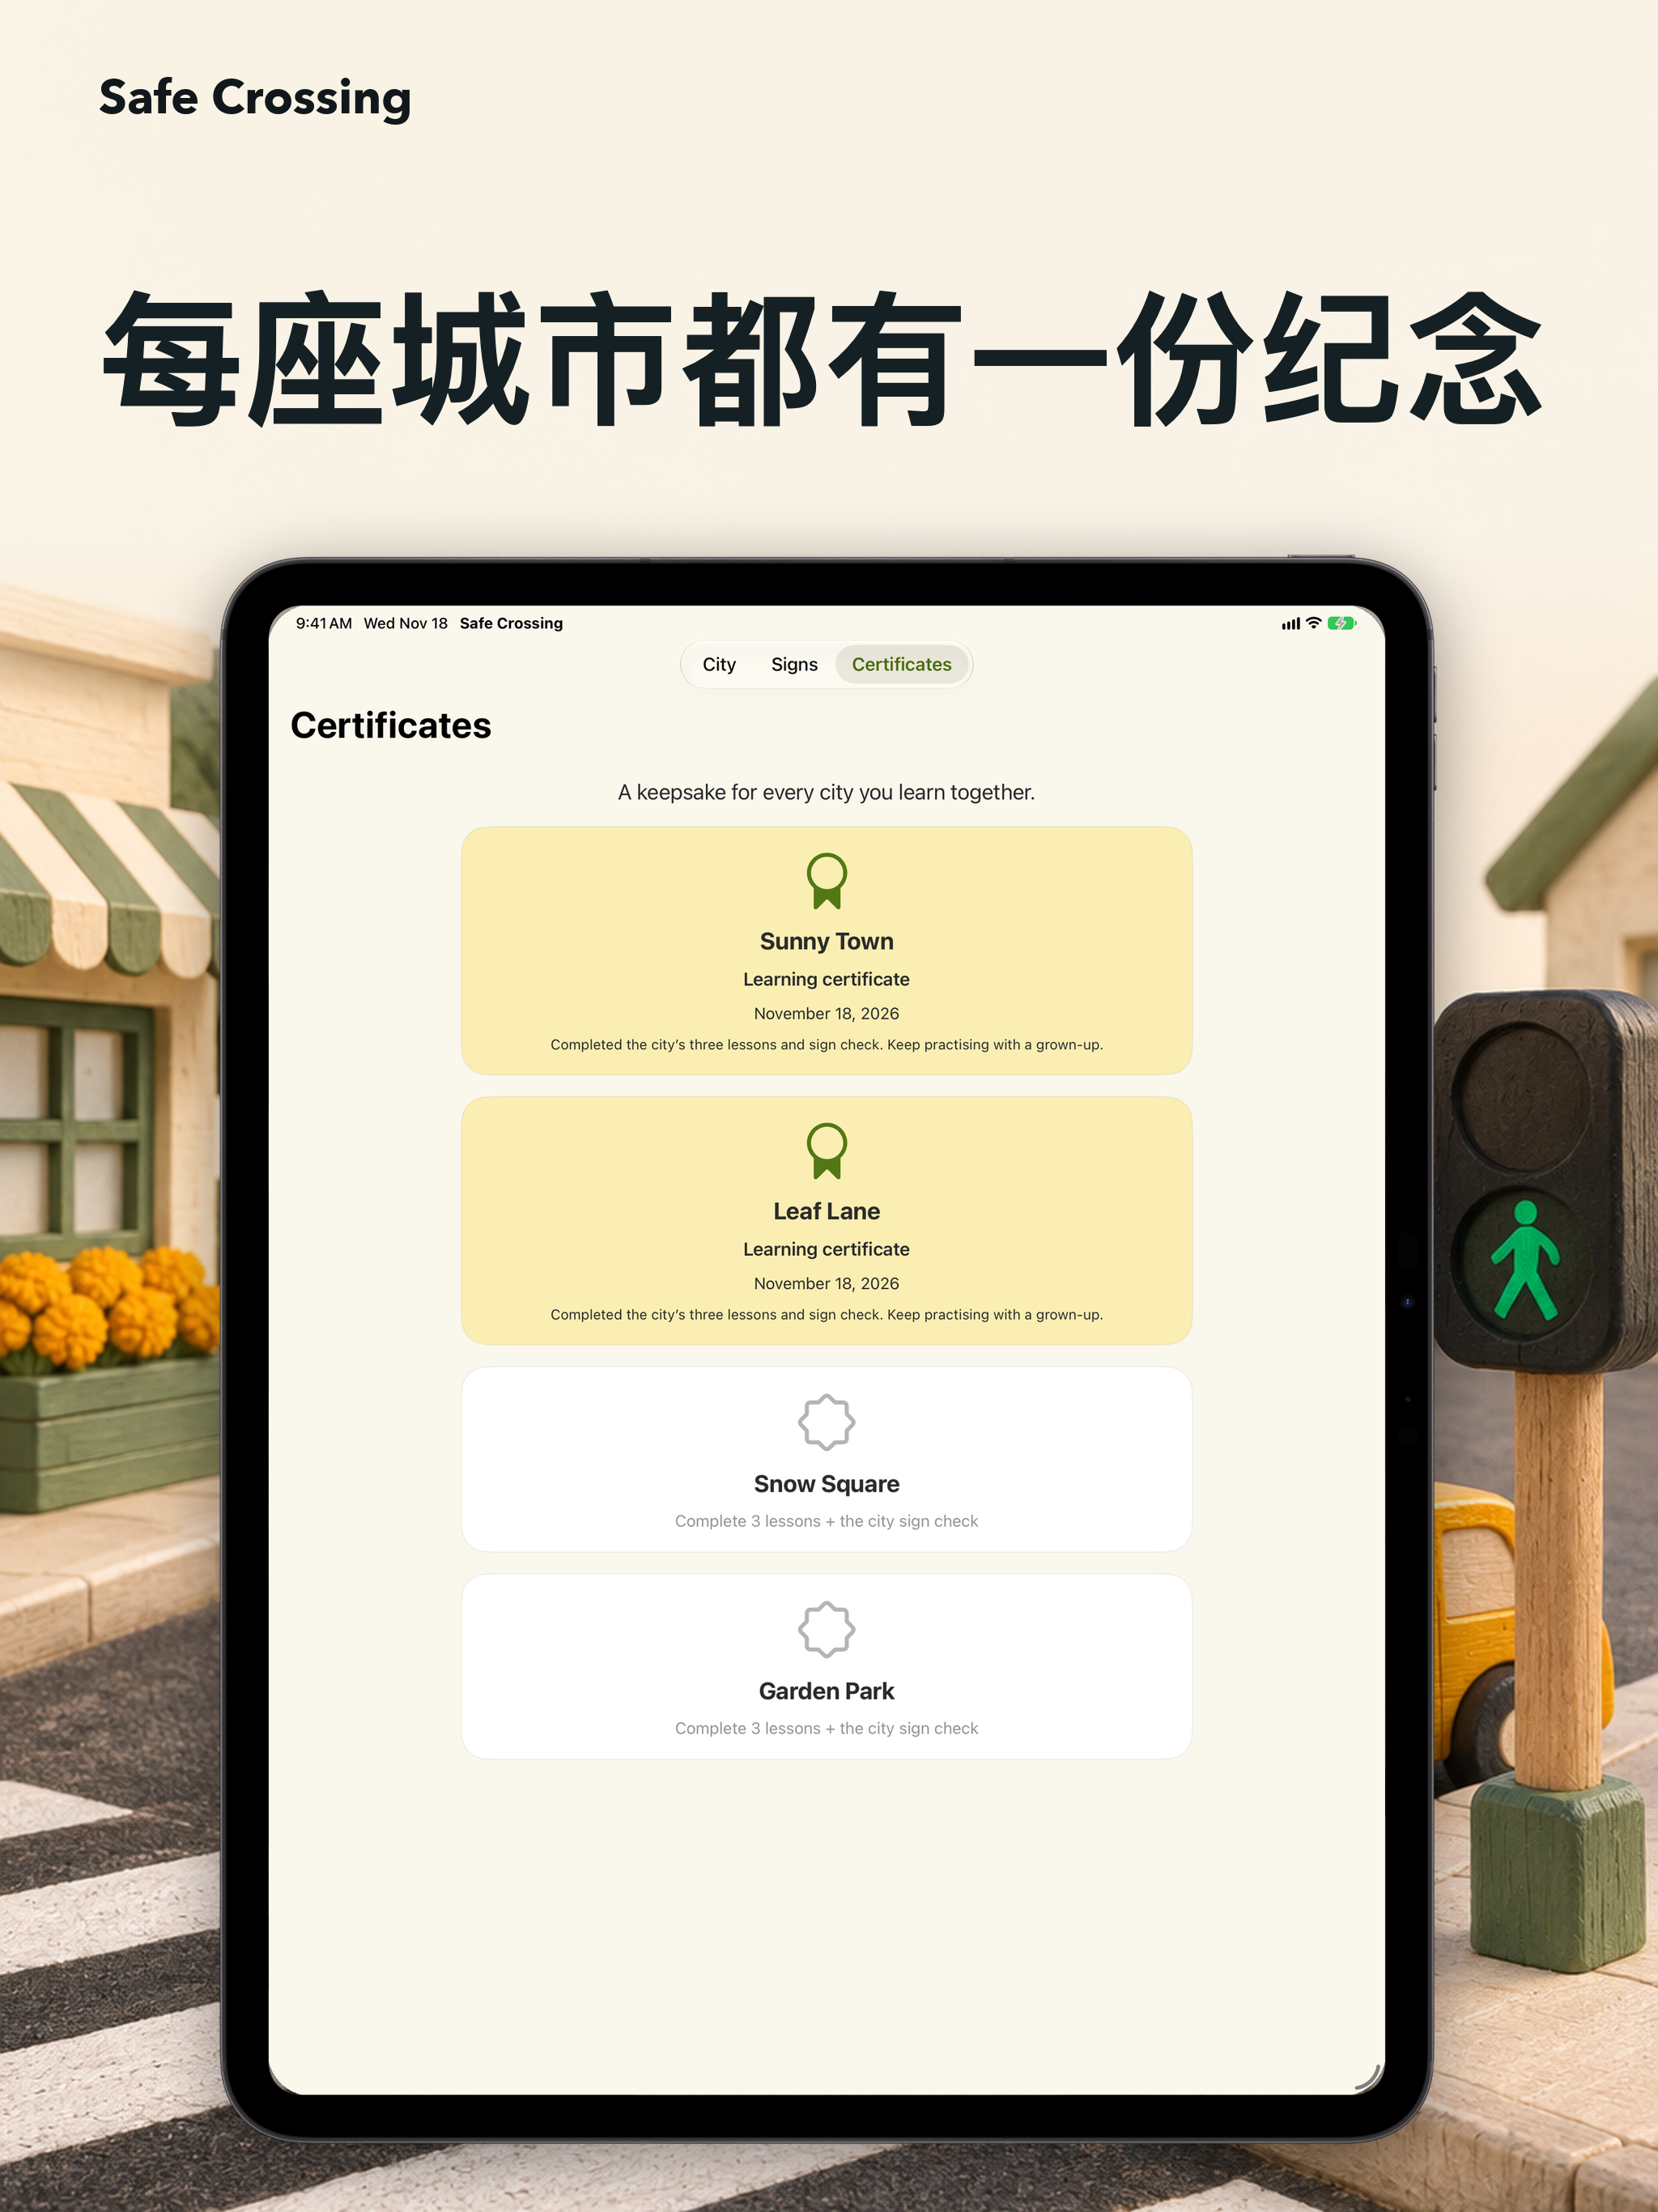 Safe Crossing
每座城市都有一份纪念
9:41 AM Wed Nov 18 Safe Crossing
City Signs Certificates
Certificates
A keepsake for every city you learn together.
Sunny Town
Learning certificate
November 18, 2026
Completed the city’s three lessons and sign check. Keep practising with a grown-up.
Leaf Lane
Learning certificate
November 18, 2026
Completed the city’s three lessons and sign check. Keep practising with a grown-up.
Snow Square
Complete 3 lessons + the city sign check
Garden Park
Complete 3 lessons + the city sign check